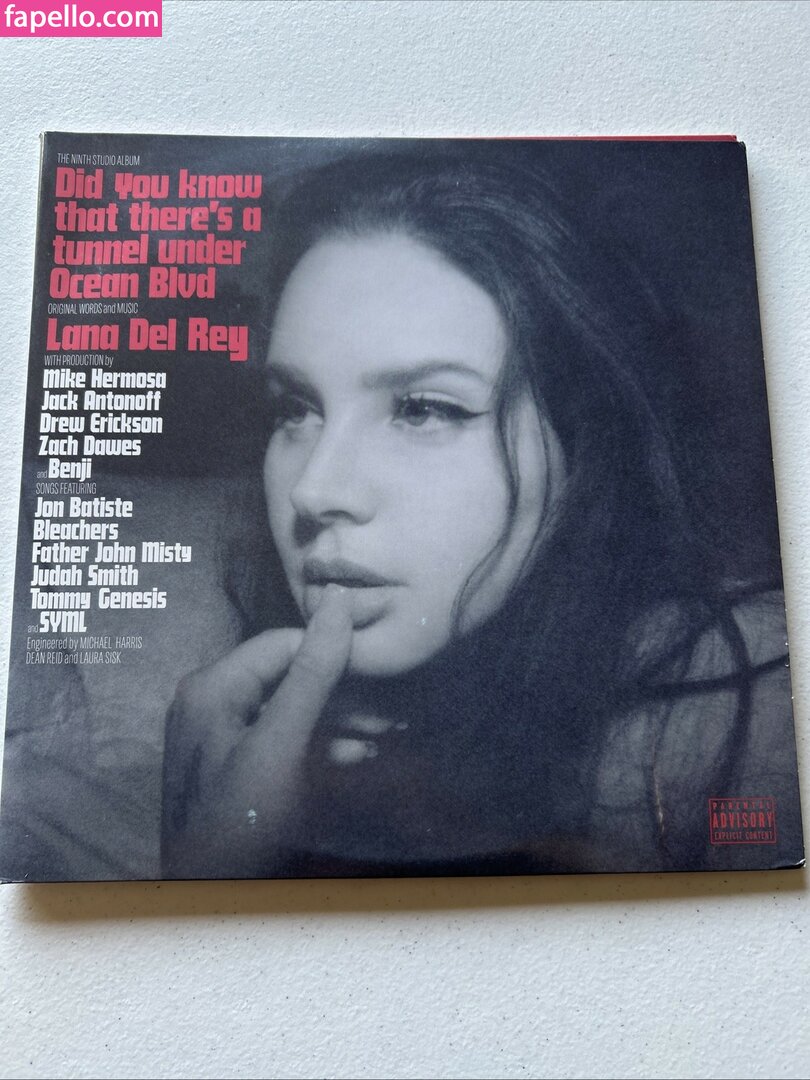 fapello.com
THE NINTH STUDIO ALBUM
Did you know
that there's a
tunnel under
Ocean Blvd
ORIGINAL WORDS and MUSIC
Lana Del Rey
WITH PRODUCTION by
Mike Hermosa
Jack Antonoff
Drew Erickson
Zach Dawes
and Benji
SONGS FEATURING
Jon Batiste
Bleachers
Father John Misty
Judah Smith
Tommy Genesis
and SYML
Engineered by MICHAEL HARRIS
DEAN REID and LAURA SISK
PARENTAL
ADVISORY
EXPLICIT CONTENT